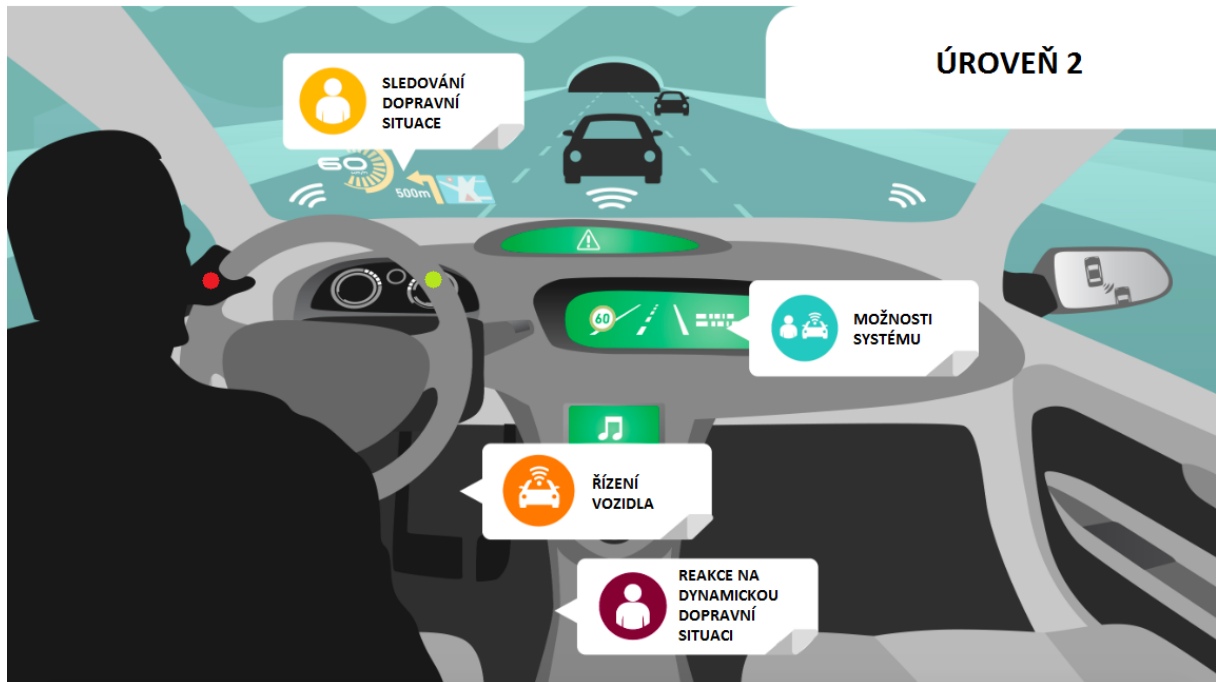 ÚROVEŇ 2
SLEDOVÁNÍ
DOPRAVNÍ
SITUACE
60
500m
60
MOŽNOSTI
SYSTÉMU
ŘÍZENÍ
VOZIDLA
REAKCE NA
DYNAMICKOU
DOPRAVNÍ
SITUACI